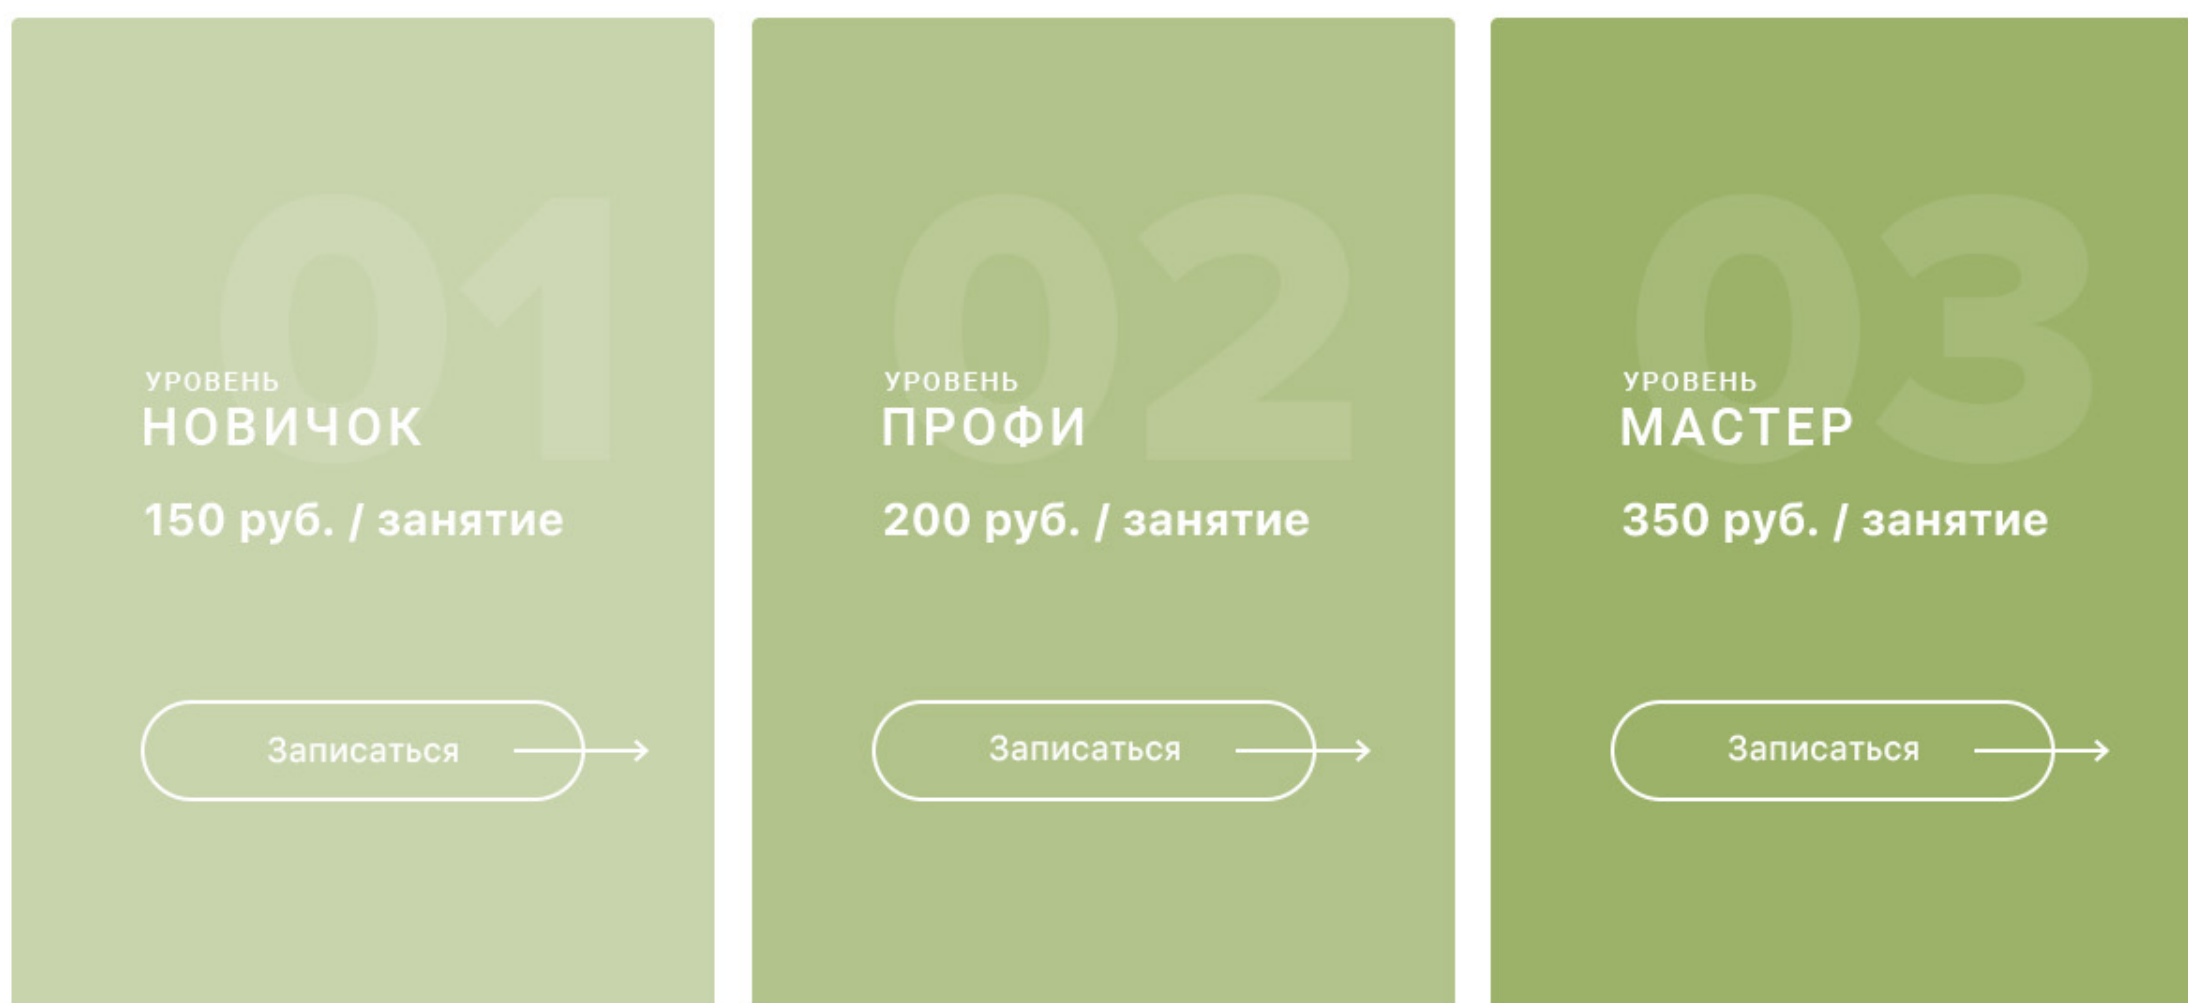 01
УРОВЕНЬ
НОВИЧОК
150 руб. / занятие
Записаться
02
УРОВЕНЬ
ПРОФИ
200 руб. / занятие
Записаться
03
УРОВЕНЬ
МАСТЕР
350 руб. / занятие
Записаться